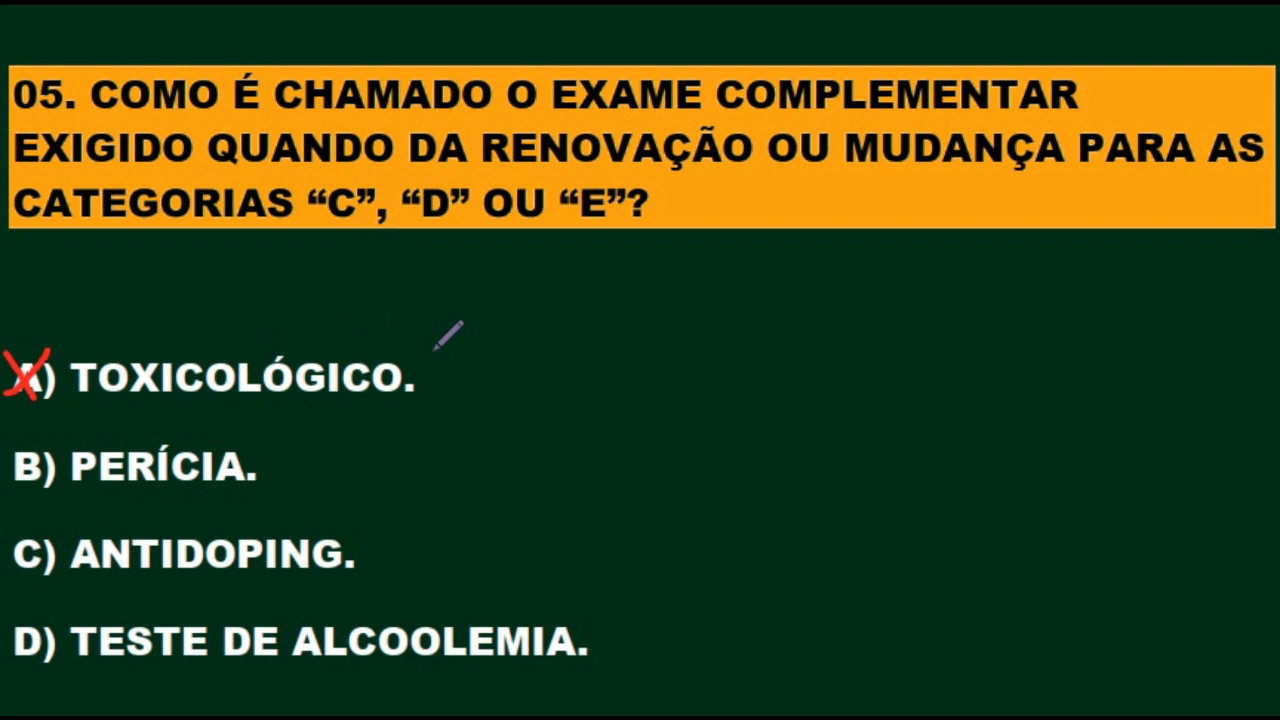 05. COMO É CHAMADO O EXAME COMPLEMENTAR
EXIGIDO QUANDO DA RENOVAÇÃO OU MUDANÇA PARA AS
CATEGORIAS “C”, “D” OU “E”?
A) TOXICOLÓGICO.
B) PERÍCIA.
C) ANTIDOPING.
D) TESTE DE ALCOOLEMIA.